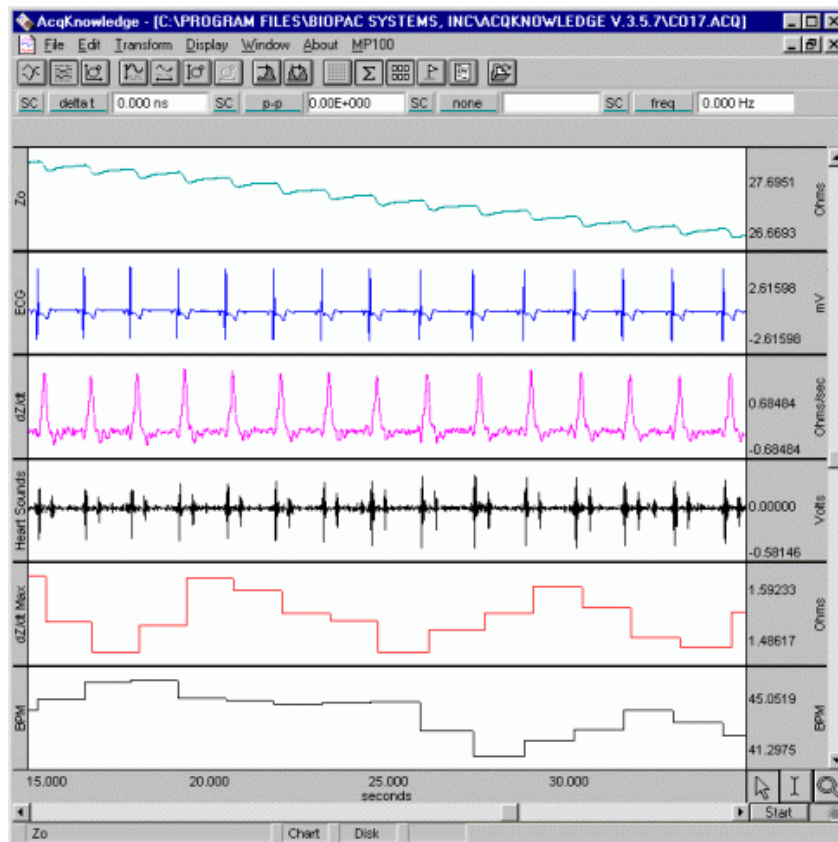 AcqKnowledge - [C:\PROGRAM FILES\BIOPAC SYSTEMS, INC\ACQKNOWLEDGE V.3.5.7\CO17.ACQ]
File Edit Transform Display Window About MP100
SC delta t 0.000 ns SC p-p 0.00E+000 SC none SC freq 0.000 Hz
Zo
27.6951
26.6693
Ohms
ECG
2.61598
-2.61598
mV
dZ/dt
0.68484
-0.68484
Ohms/sec
Heart Sounds
0.00000
-0.58146
Volts
dZ/dt Max
1.59233
1.48617
Ohms
BPM
45.0519
41.2975
BPM
15.000 20.000 25.000 30.000
seconds
Start
Zo Chart Disk